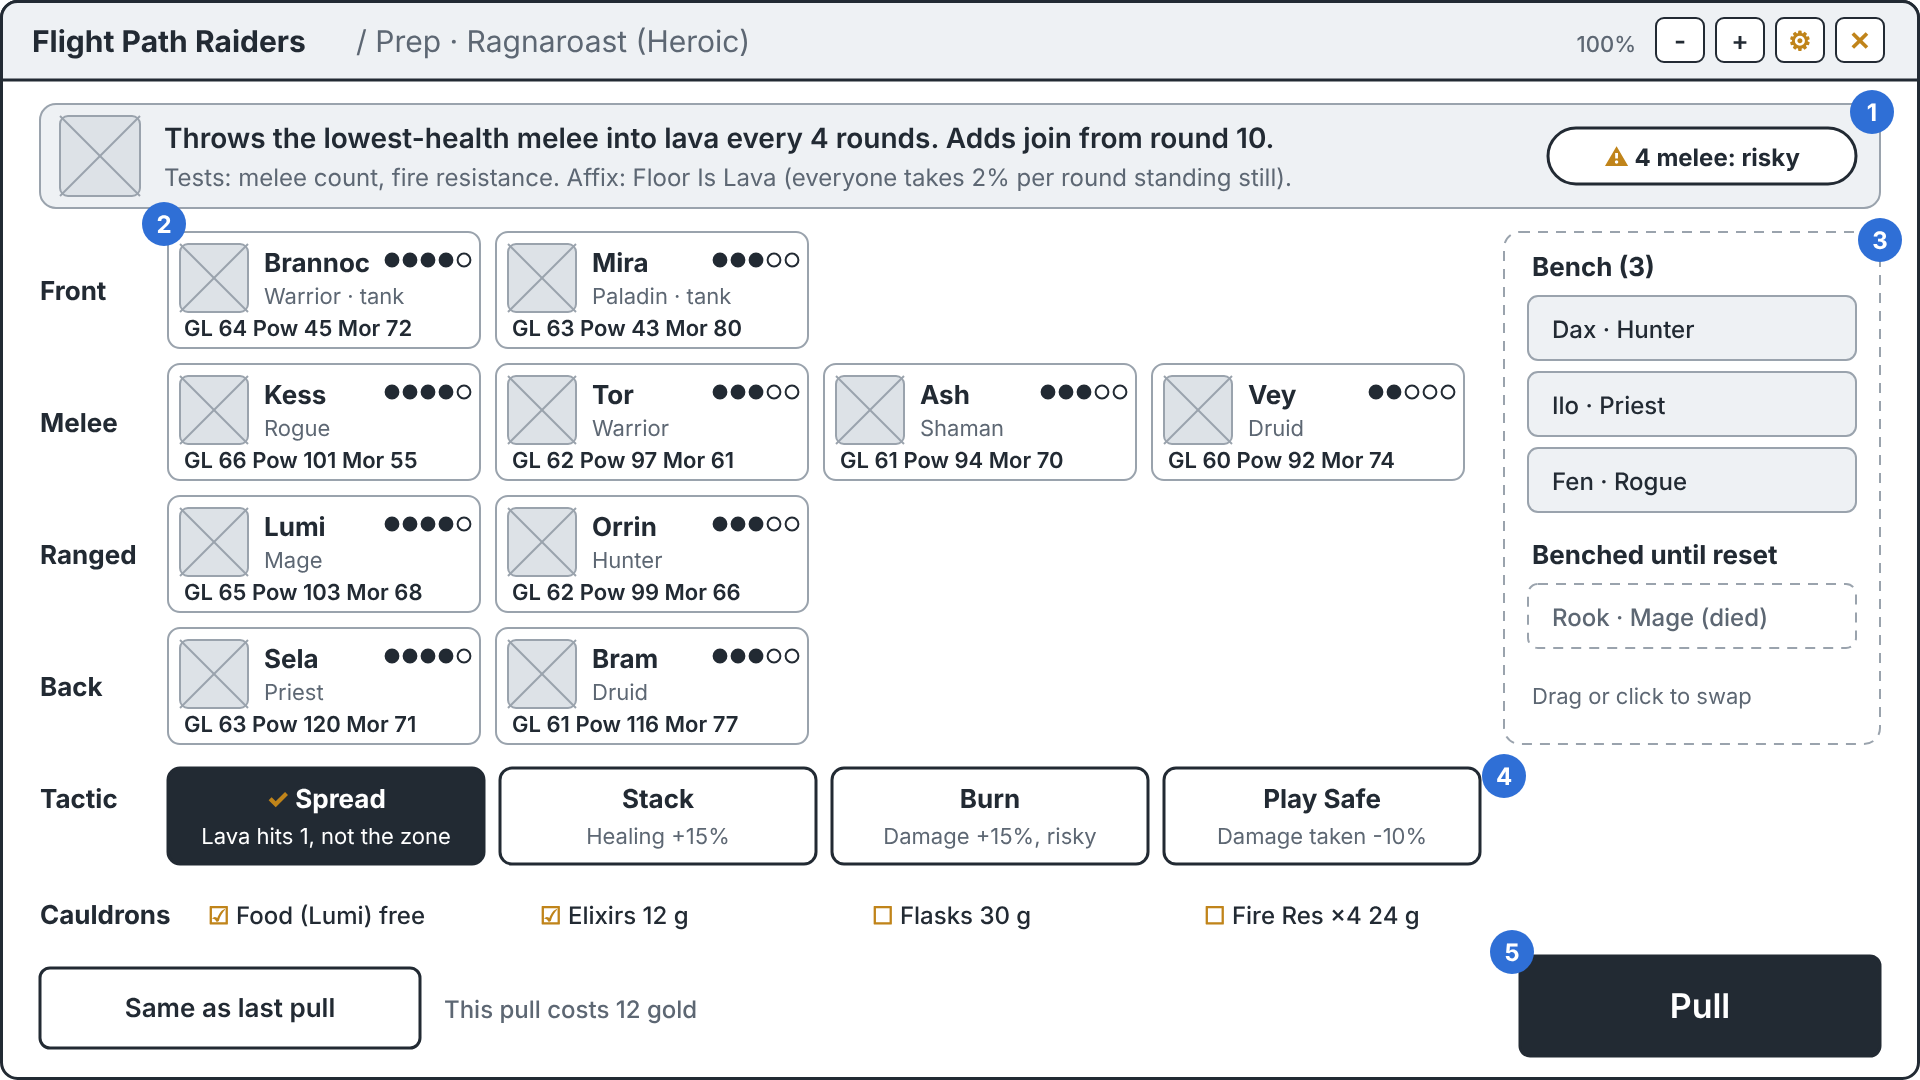 Flight Path Raiders / Prep · Ragnaroast (Heroic) 100% - +
1
Throws the lowest-health melee into lava every 4 rounds. Adds join from round 10.
4 melee: risky
Tests: melee count, fire resistance. Affix: Floor Is Lava (everyone takes 2% per round standing still).
2
3
Front
Brannoc
Warrior · tank
GL 64 Pow 45 Mor 72
Mira
Paladin · tank
GL 63 Pow 43 Mor 80
Melee
Kess
Rogue
GL 66 Pow 101 Mor 55
Tor
Warrior
GL 62 Pow 97 Mor 61
Ash
Shaman
GL 61 Pow 94 Mor 70
Vey
Druid
GL 60 Pow 92 Mor 74
Ranged
Lumi
Mage
GL 65 Pow 103 Mor 68
Orrin
Hunter
GL 62 Pow 99 Mor 66
Back
Sela
Priest
GL 63 Pow 120 Mor 71
Bram
Druid
GL 61 Pow 116 Mor 77
Bench (3)
Dax · Hunter
Ilo · Priest
Fen · Rogue
Benched until reset
Rook · Mage (died)
Drag or click to swap
4
Tactic
Spread
Lava hits 1, not the zone
Stack
Healing +15%
Burn
Damage +15%, risky
Play Safe
Damage taken -10%
Cauldrons
Food (Lumi) free
Elixirs 12 g
Flasks 30 g
Fire Res ×4 24 g
5
Same as last pull
This pull costs 12 gold
Pull